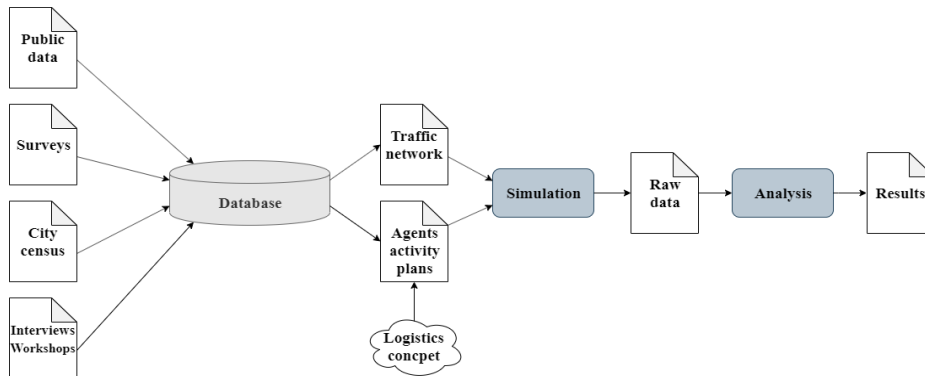 Public
data
Surveys
City
census
Interviews
Workshops
Database
Traffic
network
Agents
activity
plans
Logistics
concpet
Simulation
Raw
data
Analysis
Results